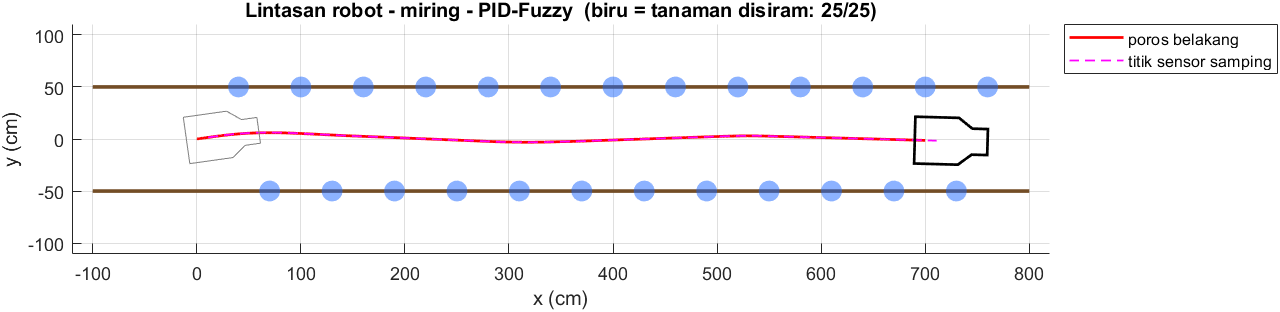 Lintasan robot - miring - PID-Fuzzy (biru = tanaman disiram: 25/25)
poros belakang
titik sensor samping
100
50
0
-50
-100
y (cm)
-100 0 100 200 300 400 500 600 700 800
x (cm)